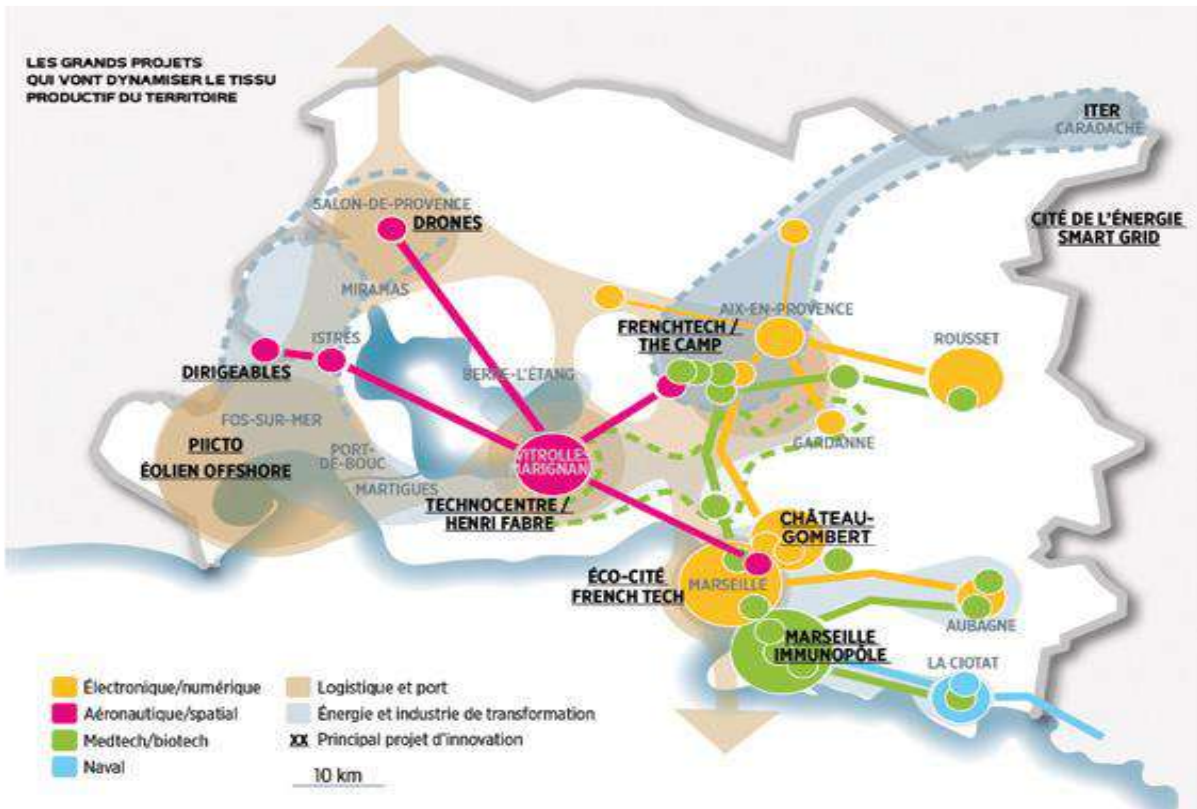 LES GRANDS PROJETS
QUI VONT DYNAMISER LE TISSU
PRODUCTIF DU TERRITOIRE
ITER
CARADACHE
SALON-DE-PROVENCE
DRONES
CITÉ DE L'ÉNERGIE
SMART GRID
MIRAMAS
AIX-EN-PROVENCE
FRENCHTECH /
THE CAMP
ISTRES
ROUSSET
DIRIGEABLES
BERRE-L'ÉTANG
FOS-SUR-MER
PIICTO
ÉOLIEN OFFSHORE
PORT-
DE-BOUC
MARTIGUES
VITROLLES
MARIGNAN
GARDANNE
TECHNOCENTRE /
HENRI FABRE
CHÂTEAU-
GOMBERT
ÉCO-CITÉ
FRENCH TECH
MARSEILLE
AUBAGNE
MARSEILLE
IMMUNOPÔLE
LA CIOTAT
Électronique/numérique
Aéronautique/spatial
Medtech/biotech
Naval
Logistique et port
Énergie et industrie de transformation
XX Principal projet d'innovation
10 km